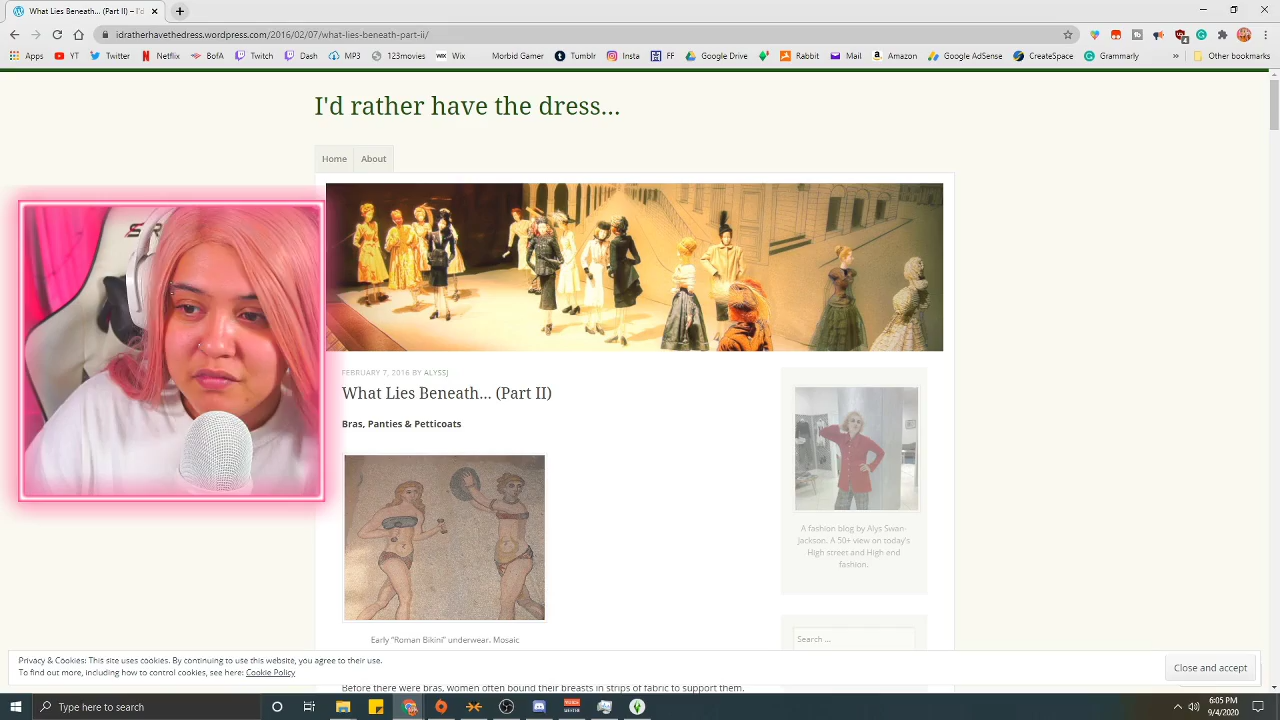 What Lies Beneath... (Part II) | I'd r
idratherhavethedress.wordpress.com/2016/02/07/what-lies-beneath-part-ii/
Apps YT Twitter Netflix BofA Twitch MP3 123movies Wix Morbid Gamer Tumblr Insta FF Google Drive Rabbit Mail Amazon Google AdSense CreateSpace Grammarly » Other bookmarks
I'd rather have the dress...
Home About
FEBRUARY 7, 2016 BY ALYSSJ
What Lies Beneath... (Part II)
Bras, Panties & Petticoats
A fashion blog by Alys Swan-
Jackson. A 50+ view on today's
High street and High end
fashion.
Early "Roman Bikini" underwear. Mosaic
Search ...
Privacy & Cookies: This site uses cookies. By continuing to use this website, you agree to their use.
To find out more, including how to control cookies, see here: Cookie Policy
Close and accept
Before there were bras, women often bound their breasts in strips of fabric to support them.
Type here to search
6:05 PM
9/4/2020